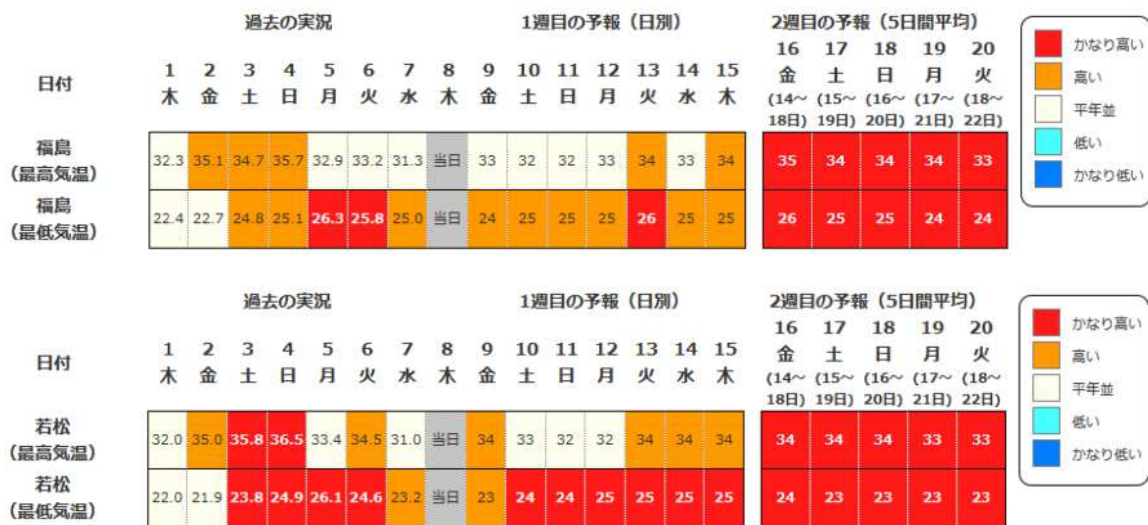 過去の実況 1週目の予報（日別） 2週目の予報（5日間平均）
日付 1 2 3 4 5 6 7 8 9 10 11 12 13 14 15 16 17 18 19 20
木 金 土 日 月 火 水 木 金 土 日 月 火 水 木 金 土 日 月 火
(14～ (15～ (16～ (17～ (18～
18日) 19日) 20日) 21日) 22日)
福島
（最高気温） 32.3 35.1 34.7 35.7 32.9 33.2 31.3 当日 33 32 32 33 34 33 34 35 34 34 34 33
福島
（最低気温） 22.4 22.7 24.8 25.1 26.3 25.8 25.0 当日 24 25 25 25 26 25 25 26 25 25 24 24
かなり高い
高い
平年並
低い
かなり低い
過去の実況 1週目の予報（日別） 2週目の予報（5日間平均）
日付 1 2 3 4 5 6 7 8 9 10 11 12 13 14 15 16 17 18 19 20
木 金 土 日 月 火 水 木 金 土 日 月 火 水 木 金 土 日 月 火
(14～ (15～ (16～ (17～ (18～
18日) 19日) 20日) 21日) 22日)
若松
（最高気温） 32.0 35.0 35.8 36.5 33.4 34.5 31.0 当日 34 33 32 32 34 34 34 34 34 34 33 33
若松
（最低気温） 22.0 21.9 23.8 24.9 26.1 24.6 23.2 当日 23 24 24 25 25 25 25 24 23 23 23 23
かなり高い
高い
平年並
低い
かなり低い